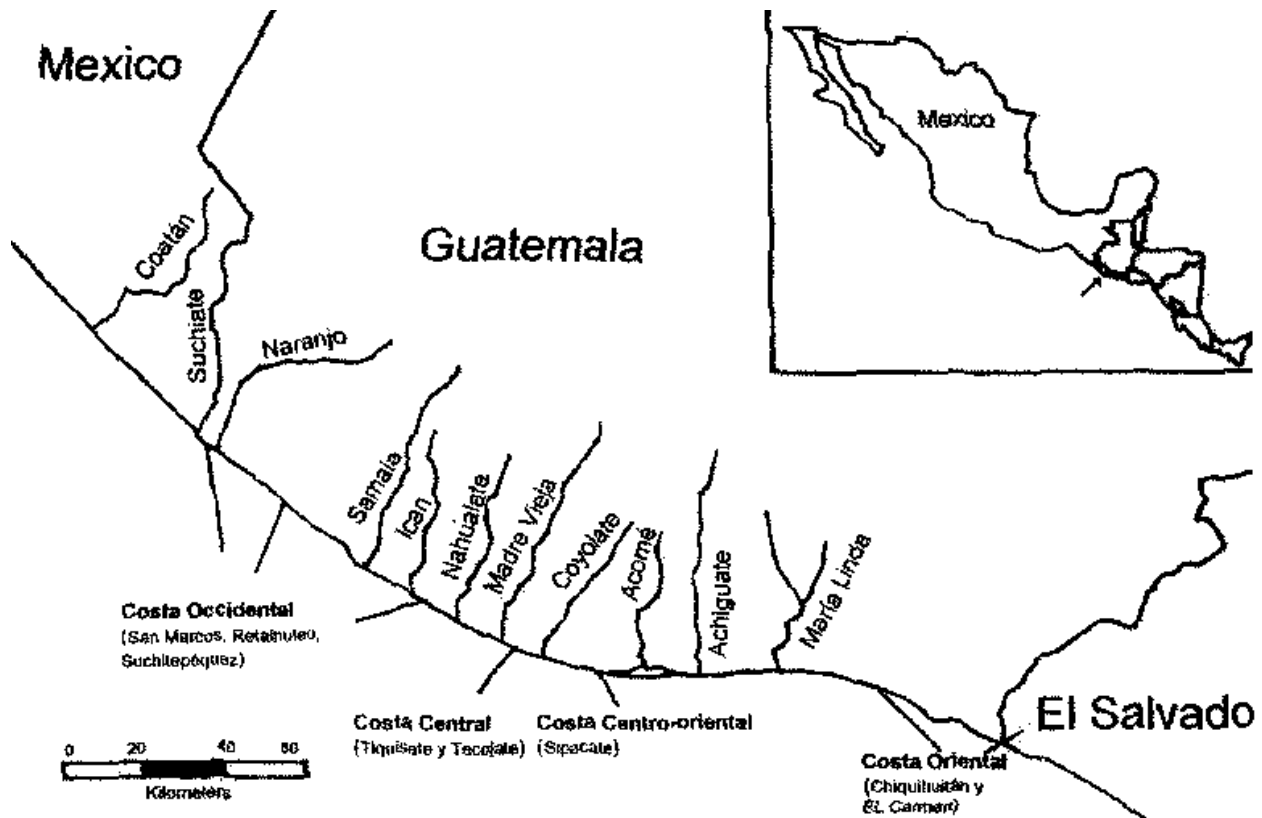 Mexico
Mexico
Guatemala
Coatán
Suchiate
Naranjo
Samala
Ican
Nahualate
Madre Vieja
Coyolate
Acomé
Achiguate
María Linda
Costa Occidental
(San Marcos, Retalhuleu,
Suchitepéquez)
Costa Central
(Tiquisate y Tecojate)
Costa Centro-oriental
(Sipacate)
El Salvado
Costa Oriental
(Chiquihuitán y
EL Carmen)
0 20 40 60
Kilometers